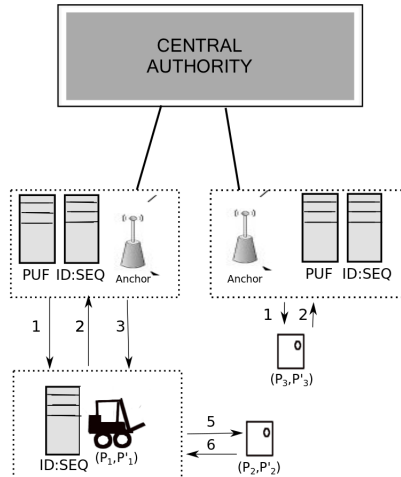 CENTRAL
AUTHORITY
PUF ID:SEQ Anchor
Anchor PUF ID:SEQ
1 2 3
1 2
(P₃,P'₃)
ID:SEQ (P₁,P'₁)
5
6
(P₂,P'₂)